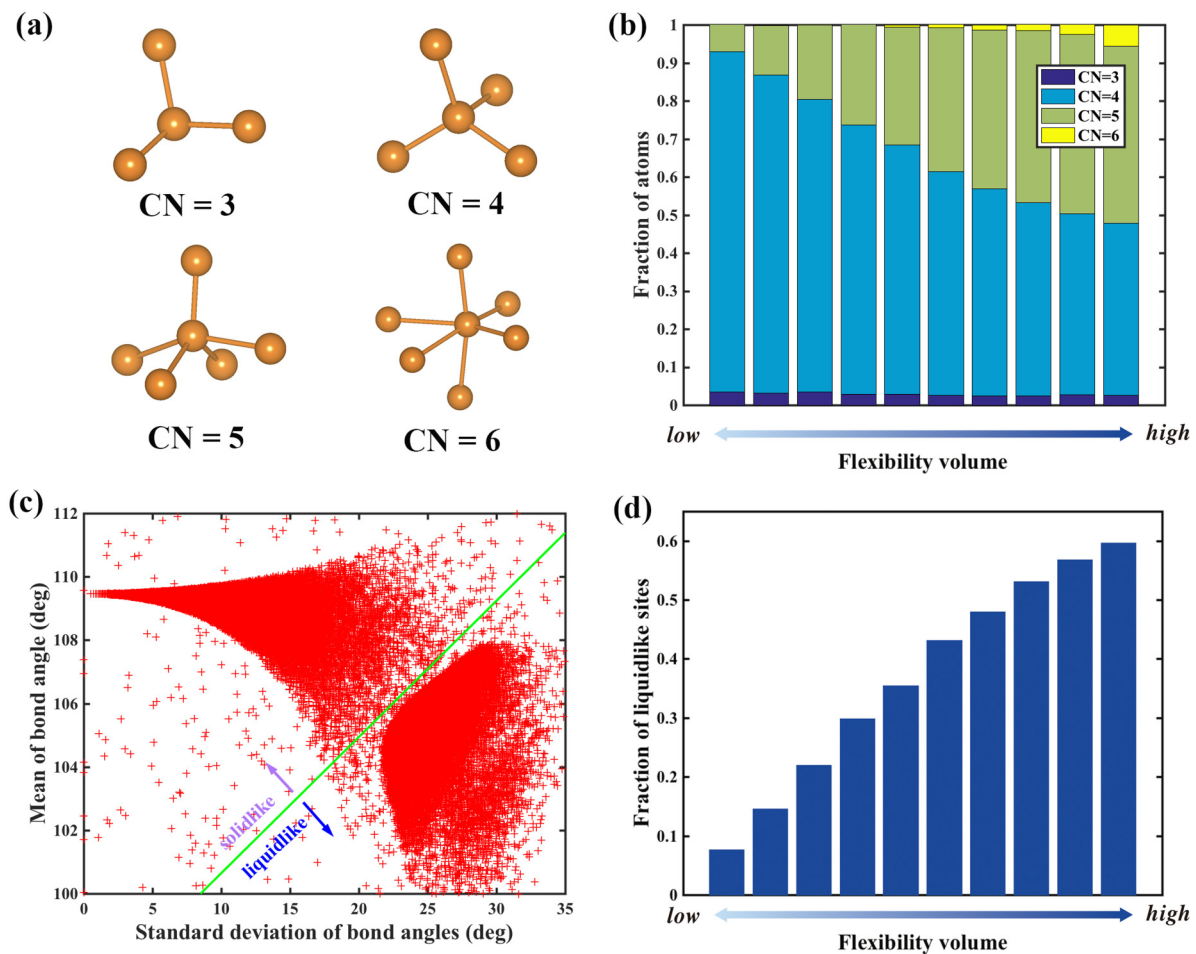 (a)
CN = 3
CN = 4
CN = 5
CN = 6
(b)
1
0.9
0.8
0.7
0.6
0.5
0.4
0.3
0.2
0.1
0
Fraction of atoms
CN=3
CN=4
CN=5
CN=6
low
high
Flexibility volume
(c)
112
110
108
106
104
102
100
Mean of bond angle (deg)
solidlike
liquidlike
0 5 10 15 20 25 30 35
Standard deviation of bond angles (deg)
(d)
0.6
0.5
0.4
0.3
0.2
0.1
0
Fraction of liquidlike sites
low
high
Flexibility volume